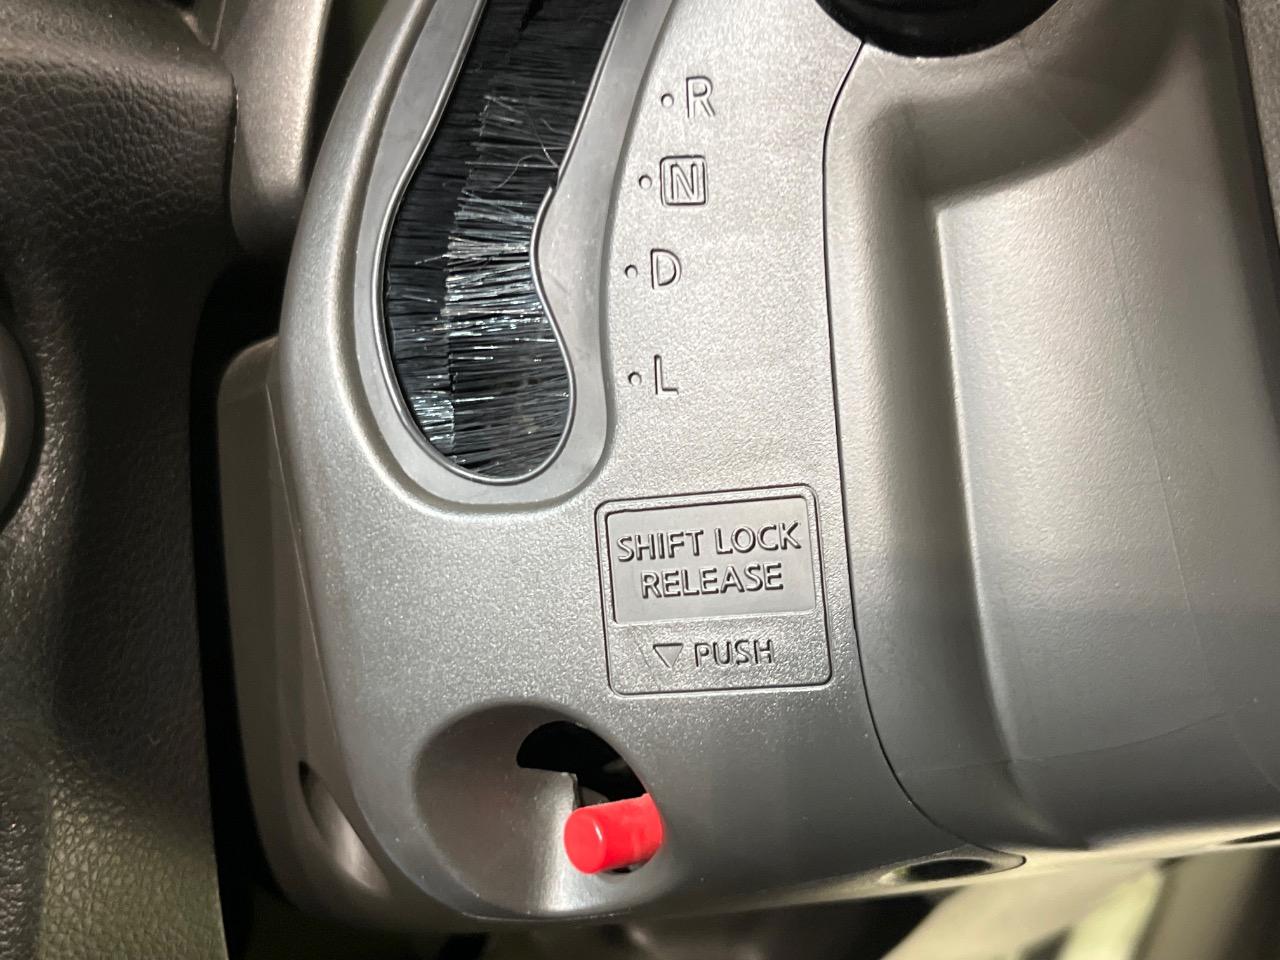 R
N
D
L
SHIFT LOCK
RELEASE
▽ PUSH